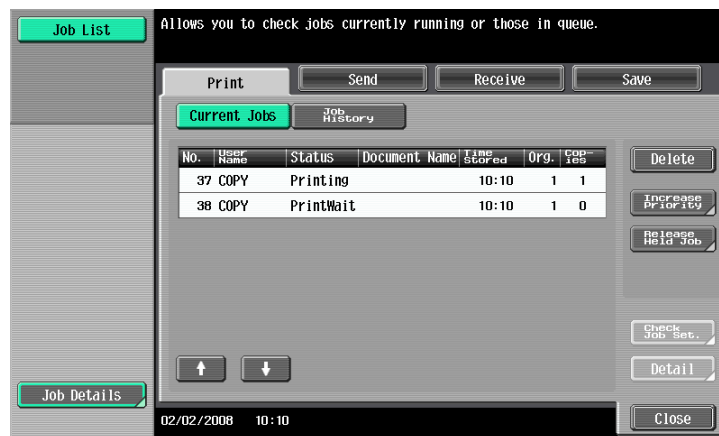 Job List
Allows you to check jobs currently running or those in queue.
Print Send Receive Save
Current Jobs Job History
No. User Name Status Document Name Time Stored Org. Cop-ies
37 COPY Printing 10:10 1 1
38 COPY PrintWait 10:10 1 0
Delete
Increase Priority
Release Held Job
Check Job Set.
Detail
Job Details
02/02/2008 10:10
Close